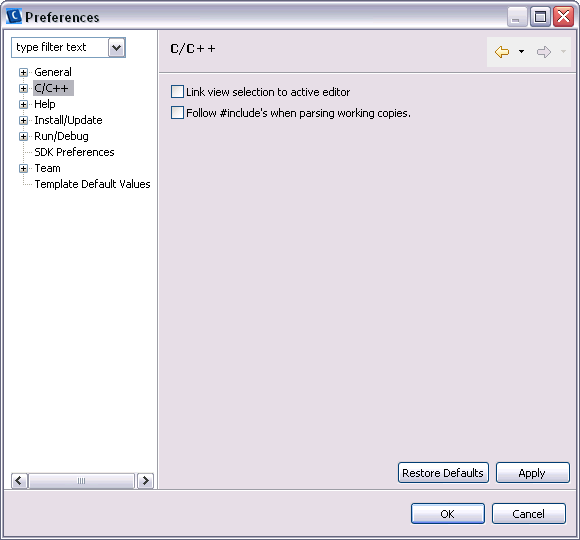 Preferences
type filter text
General
C/C++
Help
Install/Update
Run/Debug
SDK Preferences
Team
Template Default Values
C/C++
Link view selection to active editor
Follow #include's when parsing working copies.
Restore Defaults
Apply
OK
Cancel